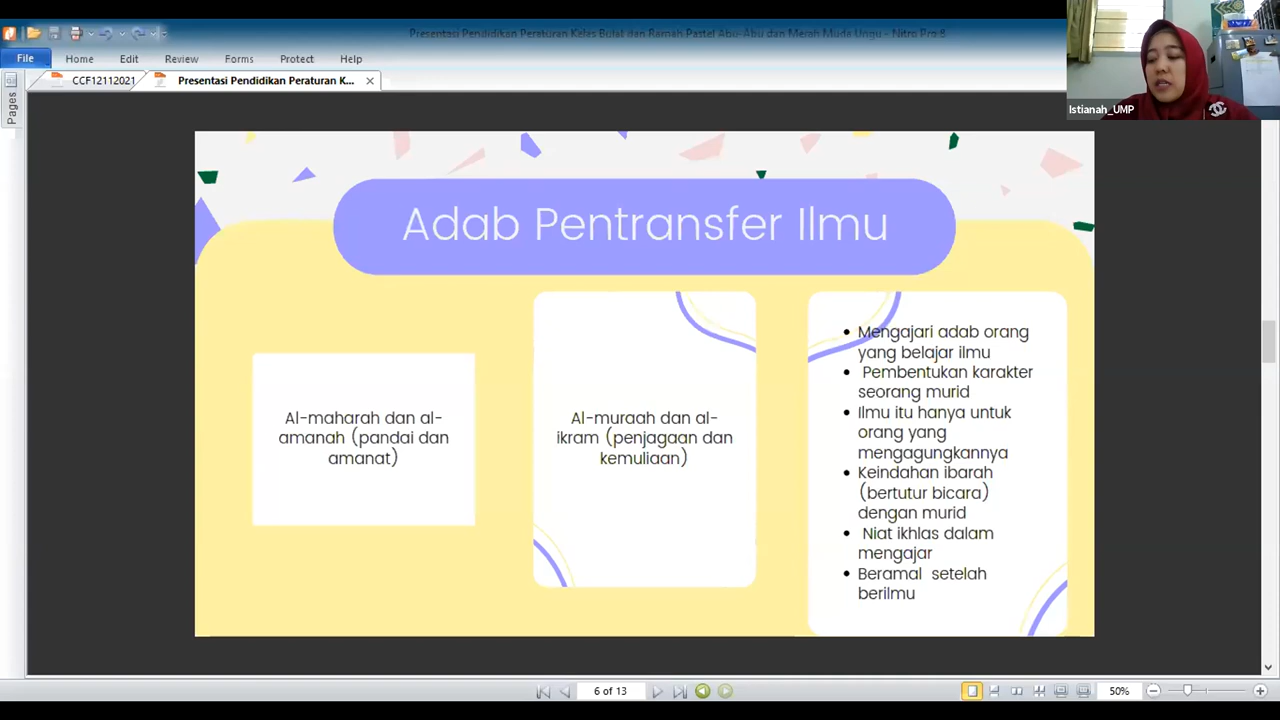 Presentasi Pendidikan Peraturan Kelas Bulat dan Ramah Pastel Abu-Abu dan Merah Muda Ungu - Nitro Pro 8
File Home Edit Review Forms Protect Help
CCF12112021
Presentasi Pendidikan Peraturan K...
Pages
Istianah_UMP
Adab Pentransfer Ilmu
Al-maharah dan al-
amanah (pandai dan
amanat)
Al-muraah dan al-
ikram (penjagaan dan
kemuliaan)
• Mengajari adab orang
yang belajar ilmu
• Pembentukan karakter
seorang murid
• Ilmu itu hanya untuk
orang yang
mengagungkannya
• Keindahan ibarah
(bertutur bicara)
dengan murid
• Niat ikhlas dalam
mengajar
• Beramal setelah
berilmu
6 of 13
50%